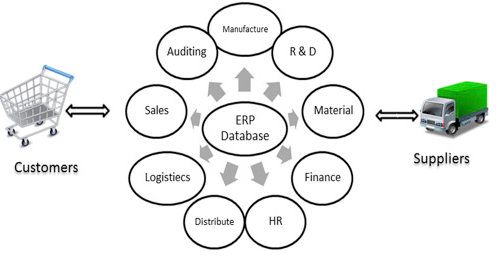 Manufacture
Auditing
R & D
Sales
ERP
Database
Material
Customers
Suppliers
Logistiecs
Finance
Distribute
HR